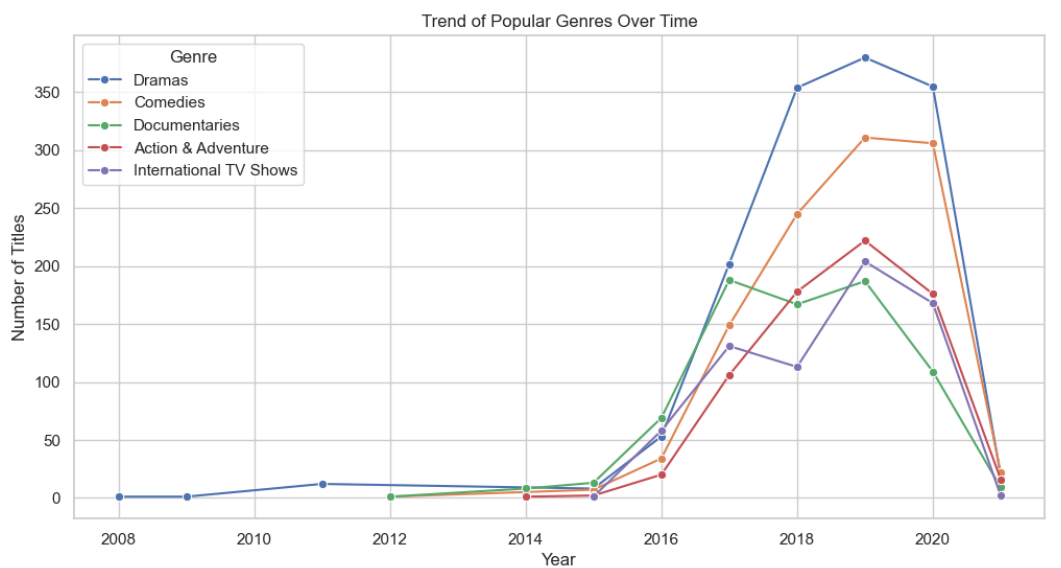 Trend of Popular Genres Over Time
Genre
Dramas
Comedies
Documentaries
Action & Adventure
International TV Shows
Number of Titles
350
300
250
200
150
100
50
0
2008 2010 2012 2014 2016 2018 2020
Year